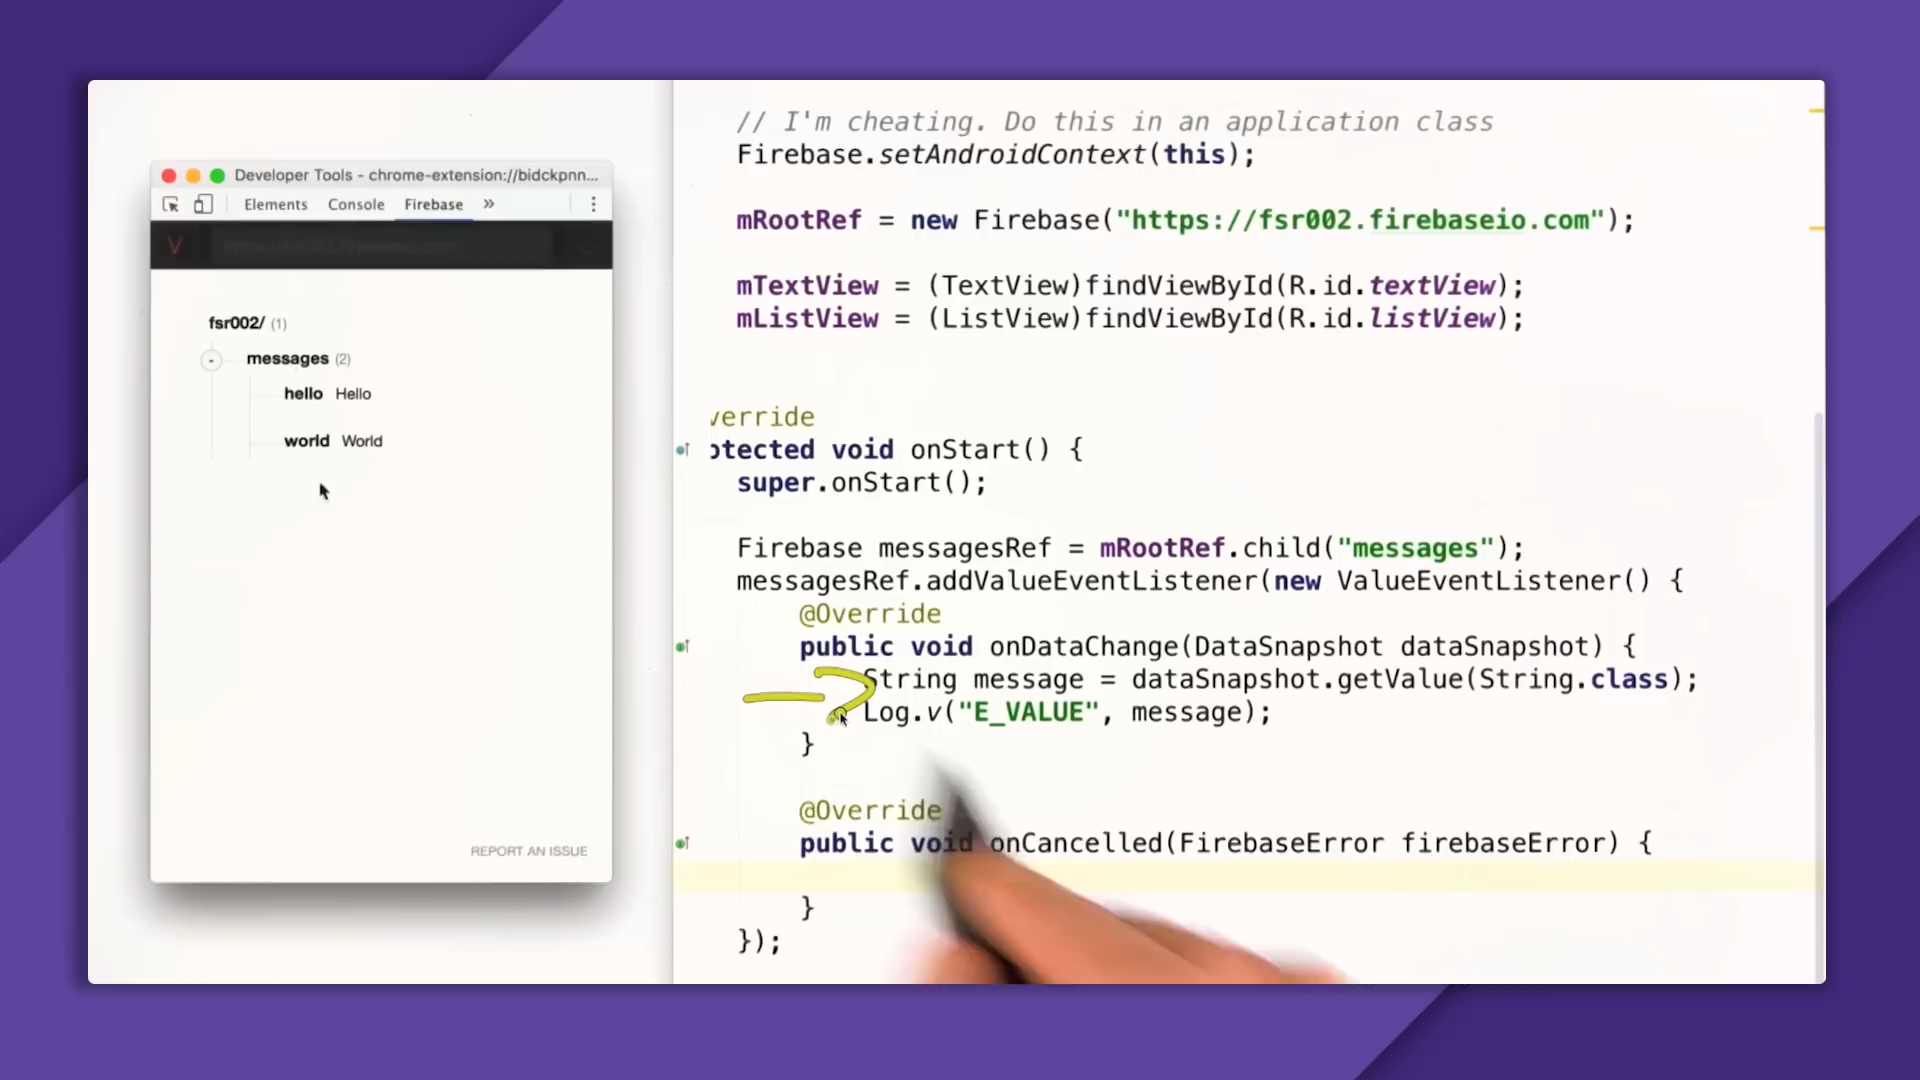 Developer Tools - chrome-extension://bidckpnn...
Elements Console Firebase »
V
fsr002/ (1)
- messages (2)
hello Hello
world World
REPORT AN ISSUE
// I'm cheating. Do this in an application class
Firebase.setAndroidContext(this);
mRootRef = new Firebase("https://fsr002.firebaseio.com");
mTextView = (TextView)findViewById(R.id.textView);
mListView = (ListView)findViewById(R.id.listView);
verride
otected void onStart() {
super.onStart();
Firebase messagesRef = mRootRef.child("messages");
messagesRef.addValueEventListener(new ValueEventListener() {
@Override
public void onDataChange(DataSnapshot dataSnapshot) {
String message = dataSnapshot.getValue(String.class);
Log.v("E_VALUE", message);
}
@Override
public void onCancelled(FirebaseError firebaseError) {
}
});